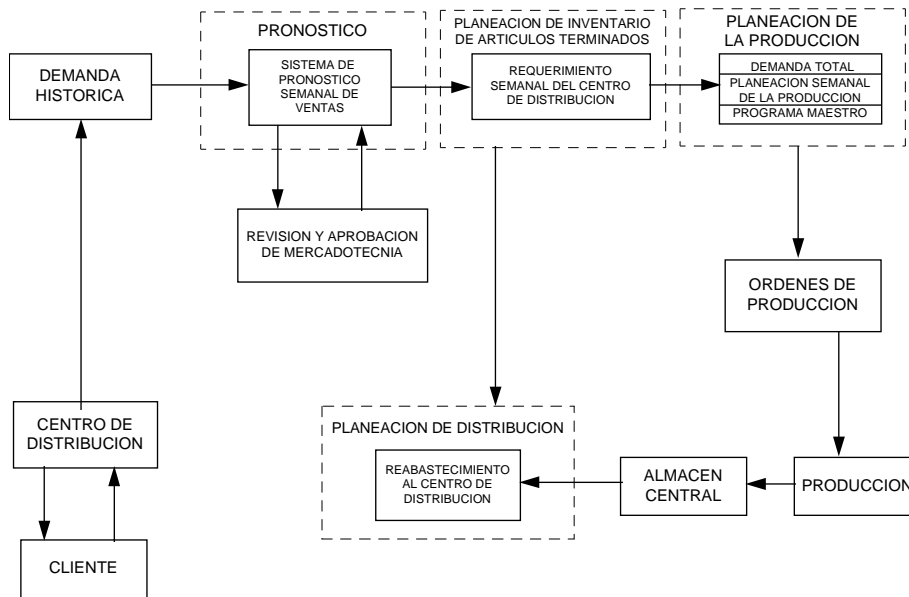 PRONOSTICO
PLANEACION DE INVENTARIO
DE ARTICULOS TERMINADOS
PLANEACION DE
LA PRODUCCION
DEMANDA
HISTORICA
SISTEMA DE
PRONOSTICO
SEMANAL DE
VENTAS
REQUERIMIENTO
SEMANAL DEL CENTRO
DE DISTRIBUCION
DEMANDA TOTAL
PLANEACION SEMANAL
DE LA PRODUCCION
PROGRAMA MAESTRO
REVISION Y APROBACION
DE MERCADOTECNIA
ORDENES DE
PRODUCCION
CENTRO DE
DISTRIBUCION
PLANEACION DE DISTRIBUCION
REABASTECIMIENTO
AL CENTRO DE
DISTRIBUCION
ALMACEN
CENTRAL
PRODUCCION
CLIENTE